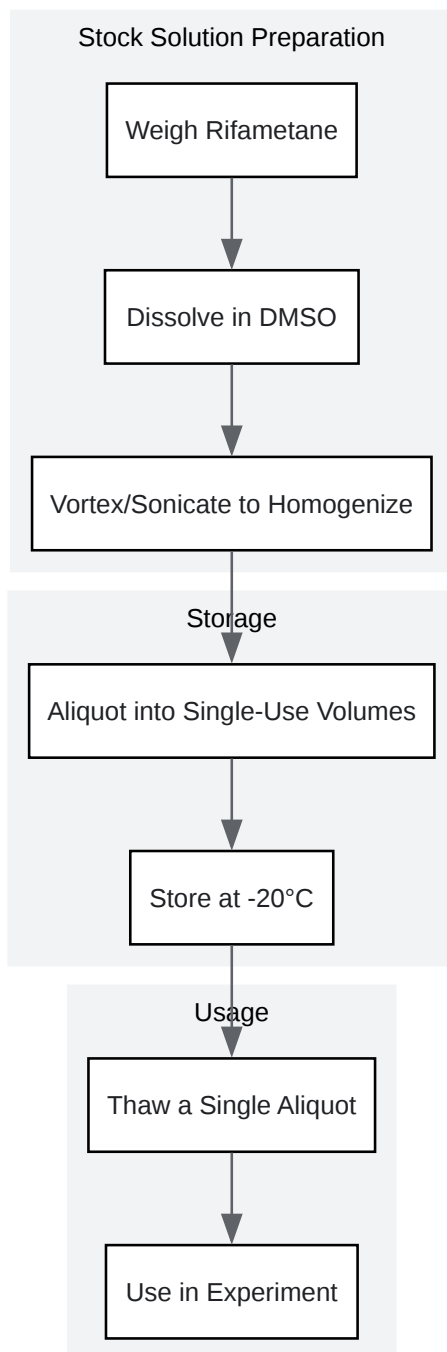 Stock Solution Preparation
Weigh Rifametane
Dissolve in DMSO
Vortex/Sonicate to Homogenize
Storage
Aliquot into Single-Use Volumes
Store at -20°C
Usage
Thaw a Single Aliquot
Use in Experiment